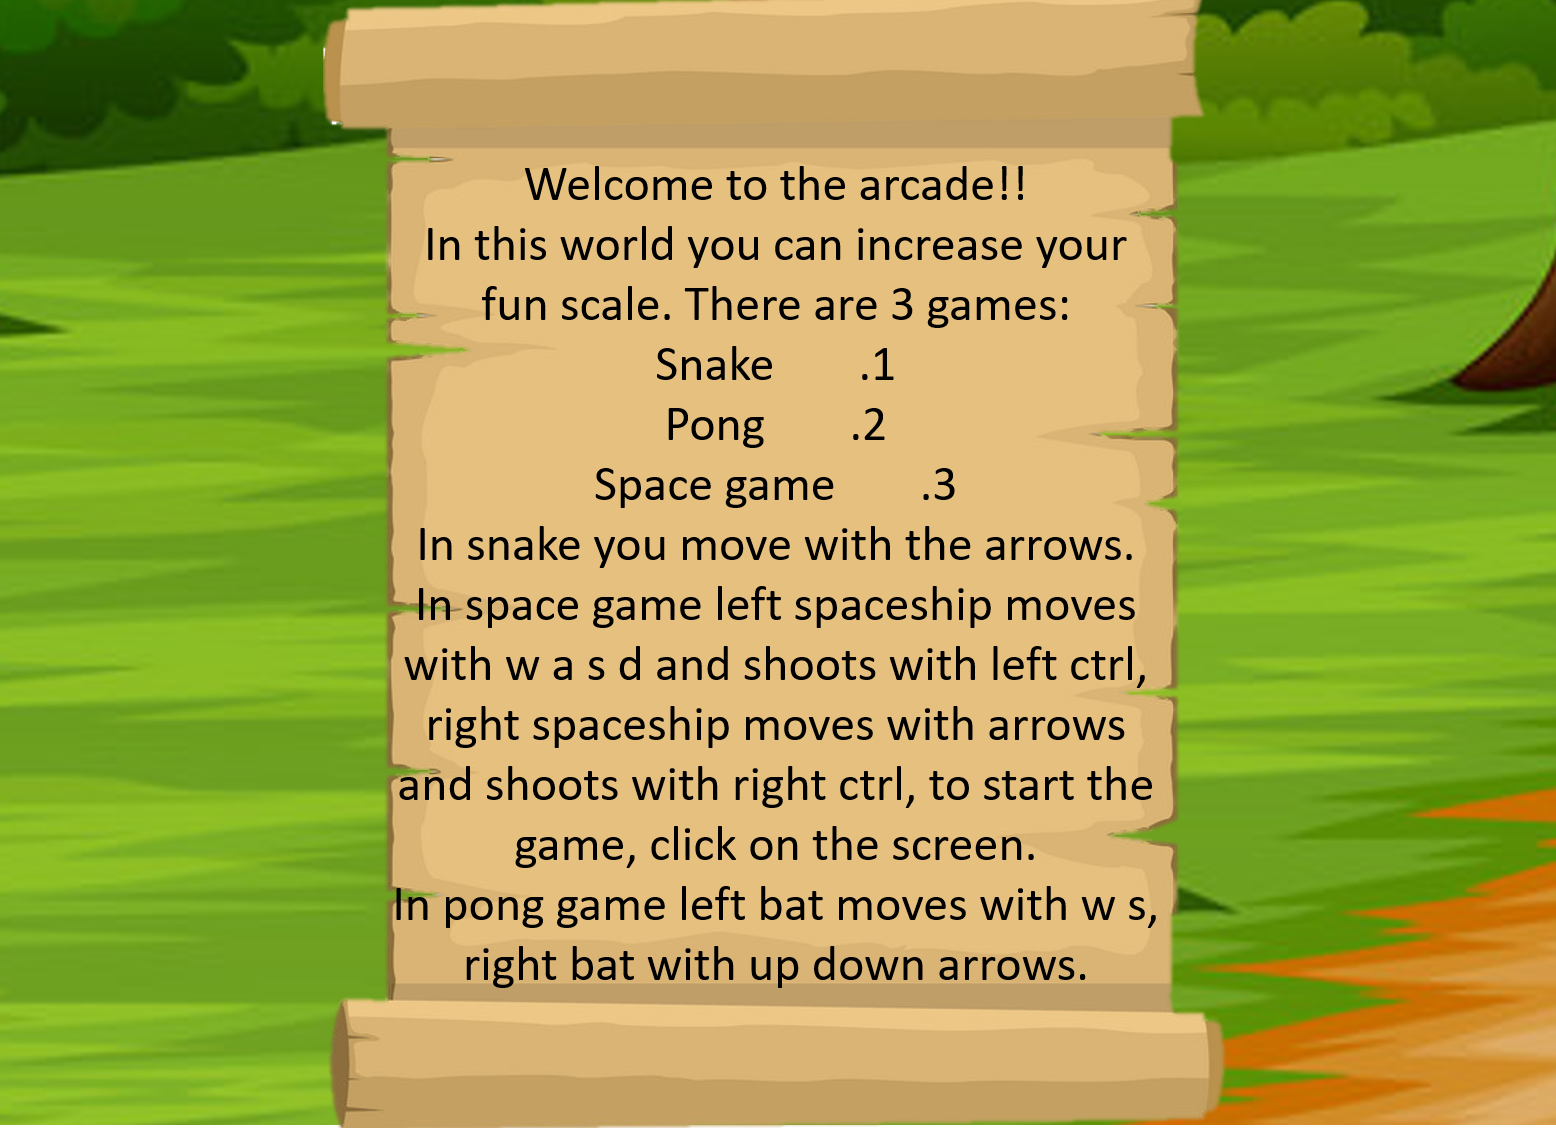 Welcome to the arcade!!
In this world you can increase your
fun scale. There are 3 games:
Snake .1
Pong .2
Space game .3
In snake you move with the arrows.
In space game left spaceship moves
with w a s d and shoots with left ctrl,
right spaceship moves with arrows
and shoots with right ctrl, to start the
game, click on the screen.
In pong game left bat moves with w s,
right bat with up down arrows.